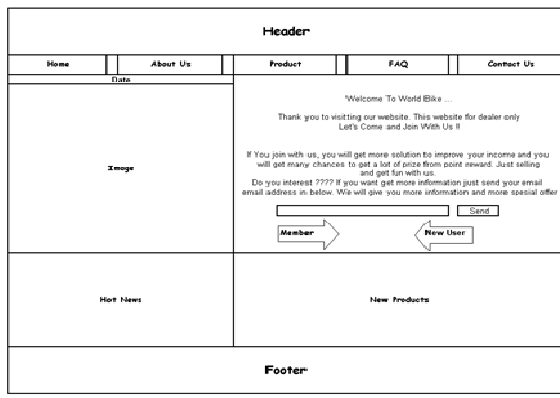 Header
Home About Us Product FAQ Contact Us
Date
Image
"Welcome To World Bike ...
Thank you to visitting our website. This website for dealer only
Let's Come and Join With Us !!
If You join with us, you will get more solution to improve your income and you
will get many chances to get a lot of prize from point reward. Just selling
and get fun with us.
Do you interest ???? If you want get more information just send your email
email address in below. We will give you more information and more spesial offer
Send
Member
New User
Hot News
New Products
Footer